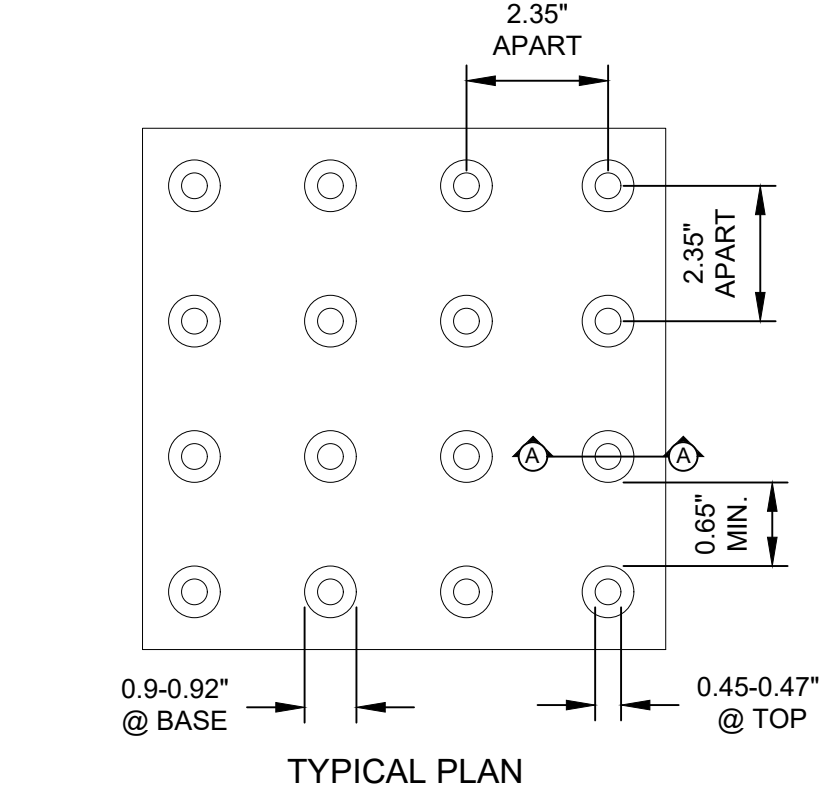 2.35"
APART
2.35"
APART
A
A
0.65"
MIN.
0.9-0.92"
@ BASE
0.45-0.47"
@ TOP
TYPICAL PLAN